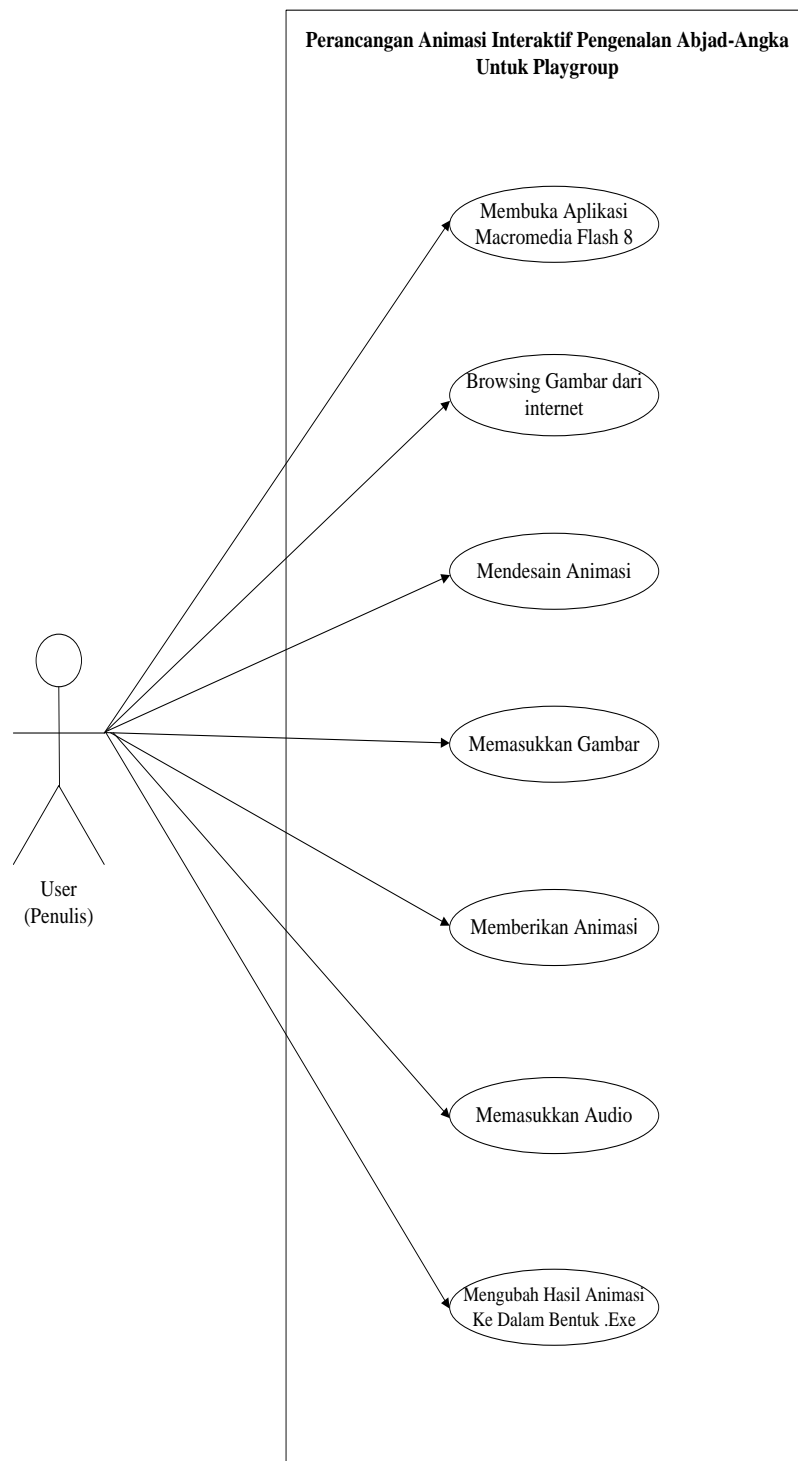 Perancangan Animasi Interaktif Pengenalan Abjad-Angka
Untuk Playgroup
Membuka Aplikasi
Macromedia Flash 8
Browsing Gambar dari
internet
Mendesain Animasi
Memasukkan Gambar
Memberikan Animasi
Memasukkan Audio
Mengubah Hasil Animasi
Ke Dalam Bentuk .Exe
User
(Penulis)